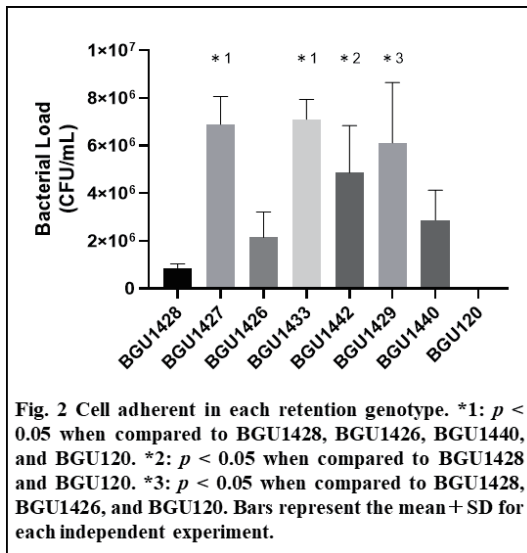 1×10⁷
8×10⁶
6×10⁶
4×10⁶
2×10⁶
0
Bacterial Load
(CFU/mL)
*1
*1
*2
*3
BGU1428
BGU1427
BGU1426
BGU1433
BGU1442
BGU1429
BGU1440
BGU120
Fig. 2 Cell adherent in each retention genotype. *1: p <
0.05 when compared to BGU1428, BGU1426, BGU1440,
and BGU120. *2: p < 0.05 when compared to BGU1428
and BGU120. *3: p < 0.05 when compared to BGU1428,
BGU1426, and BGU120. Bars represent the mean+SD for
each independent experiment.